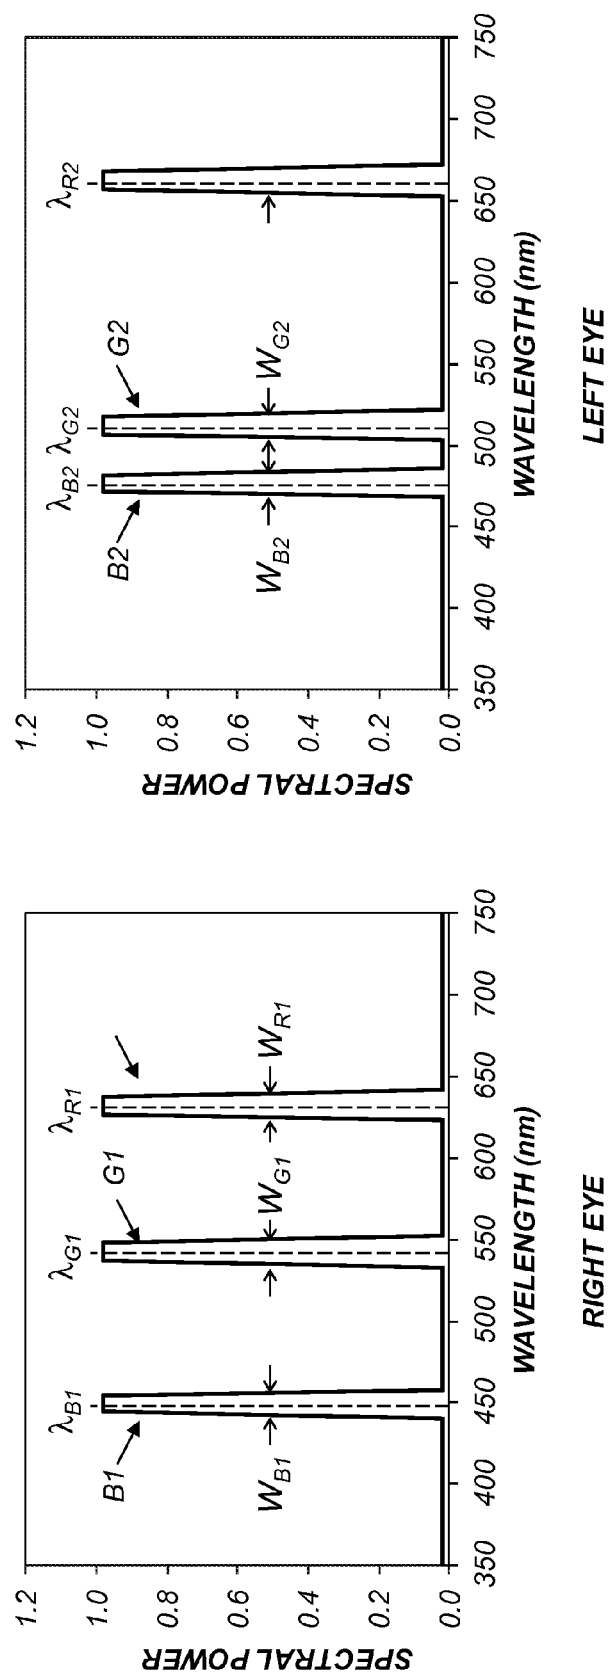 λB1
λG1
λR1
B1
G1
WB1
WG1
WR1
1.2
1.0
0.8
0.6
0.4
0.2
0.0
SPECTRAL POWER
350 400 450 500 550 600 650 700 750
WAVELENGTH (nm)
RIGHT EYE
λB2
λG2
λR2
B2
G2
WB2
WG2
1.2
1.0
0.8
0.6
0.4
0.2
0.0
SPECTRAL POWER
350 400 450 500 550 600 650 700 750
WAVELENGTH (nm)
LEFT EYE